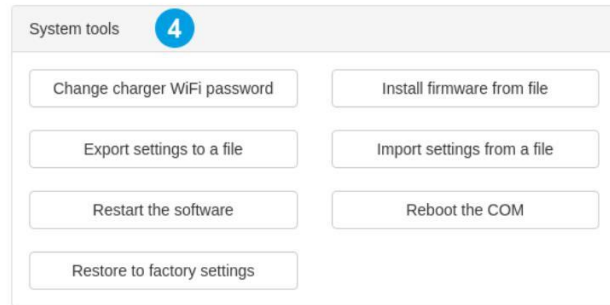 System tools 4
Change charger WiFi password Install firmware from file
Export settings to a file Import settings from a file
Restart the software Reboot the COM
Restore to factory settings